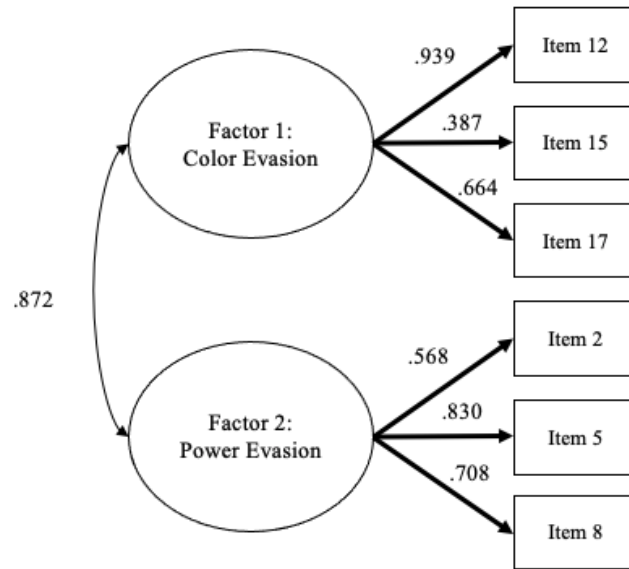 Item 12
.939
Factor 1:
Color Evasion
.387
Item 15
.664
Item 17
.872
Item 2
.568
Factor 2:
Power Evasion
.830
Item 5
.708
Item 8